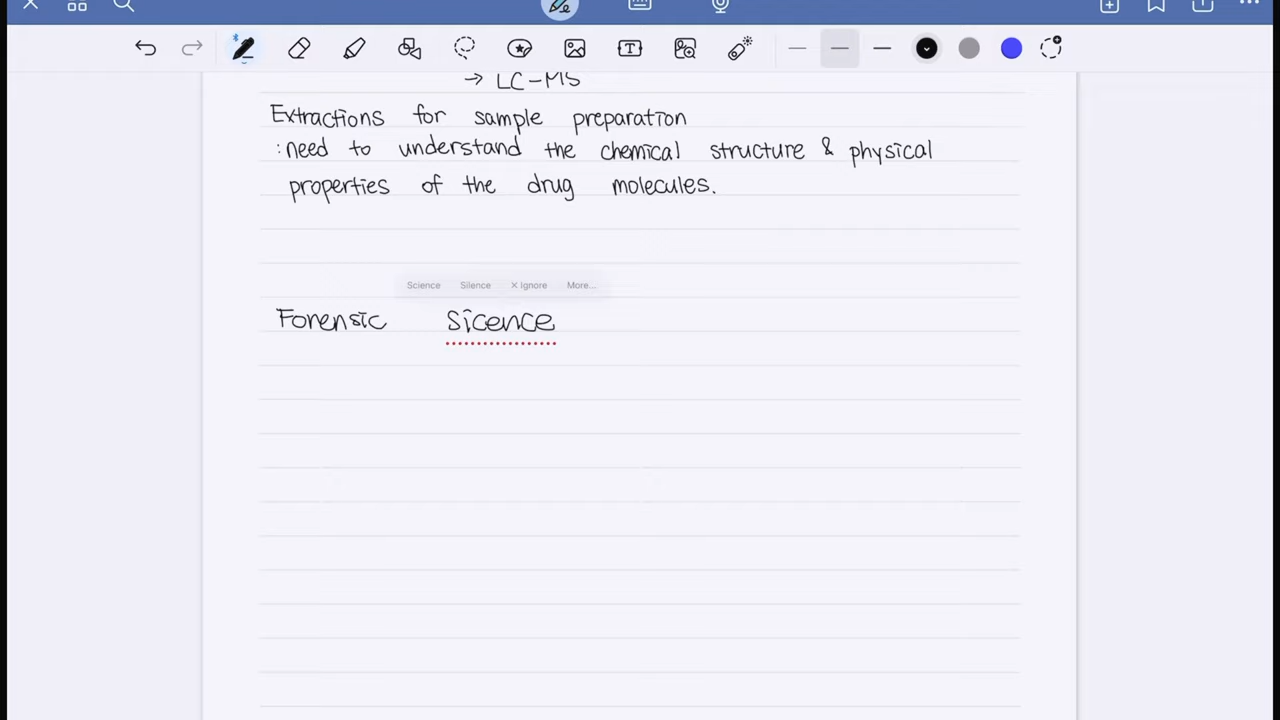 → LC-MS
Extractions for sample preparation
: need to understand the chemical structure & physical
properties of the drug molecules.
Science Silence × Ignore More...
Forensic Sicence